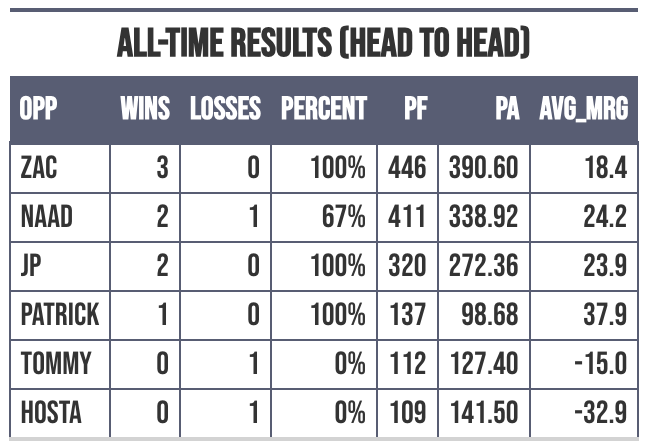 ALL-TIME RESULTS (HEAD TO HEAD)
OPP WINS LOSSES PERCENT PF PA AVG_MRG
ZAC 3 0 100% 446 390.60 18.4
NAAD 2 1 67% 411 338.92 24.2
JP 2 0 100% 320 272.36 23.9
PATRICK 1 0 100% 137 98.68 37.9
TOMMY 0 1 0% 112 127.40 -15.0
HOSTA 0 1 0% 109 141.50 -32.9